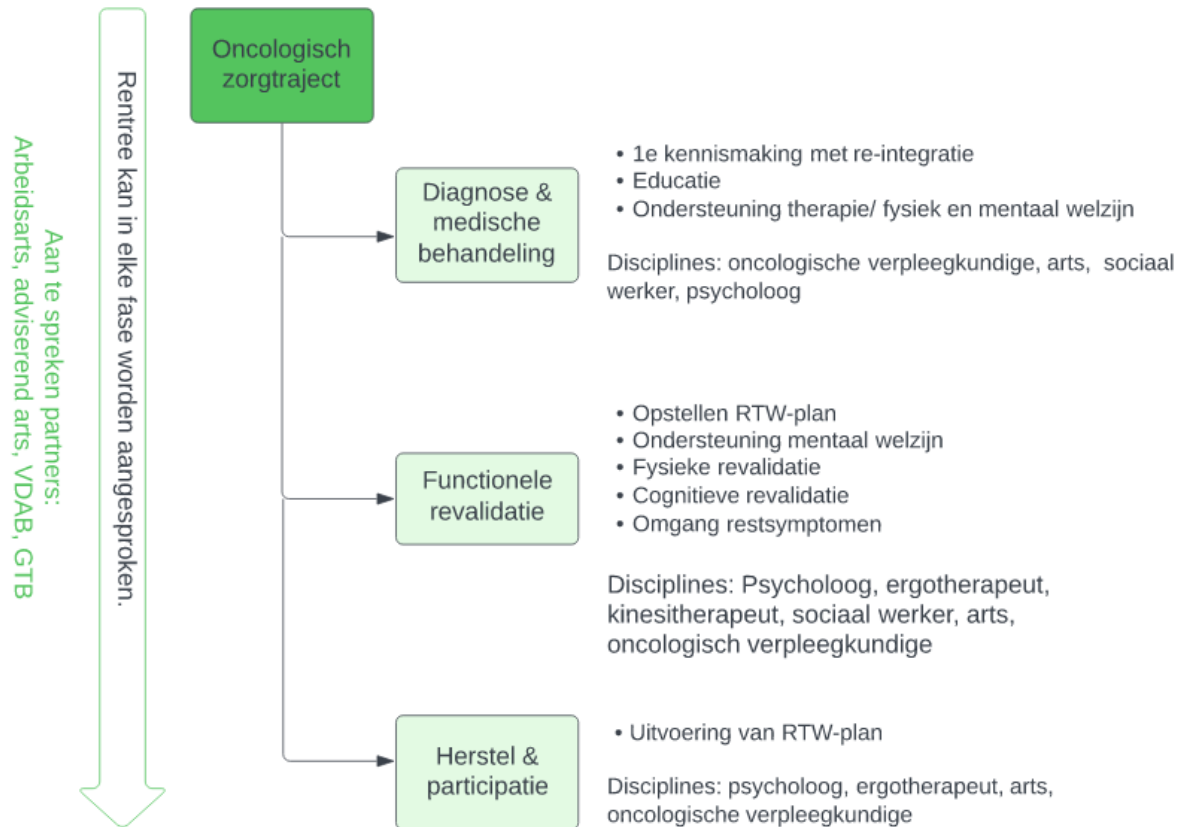 Oncologisch
zorgtraject
Rentree kan in elke fase worden aangesproken.
Aan te spreken partners:
Arbeidsarts, adviserend arts, VDAB, GTB
Diagnose &
medische
behandeling
• 1e kennismaking met re-integratie
• Educatie
• Ondersteuning therapie/ fysiek en mentaal welzijn
Disciplines: oncologische verpleegkundige, arts, sociaal
werker, psycholoog
Functionele
revalidatie
• Opstellen RTW-plan
• Ondersteuning mentaal welzijn
• Fysieke revalidatie
• Cognitieve revalidatie
• Omgang restsymptomen
Disciplines: Psycholoog, ergotherapeut,
kinesitherapeut, sociaal werker, arts,
oncologisch verpleegkundige
Herstel &
participatie
• Uitvoering van RTW-plan
Disciplines: psycholoog, ergotherapeut, arts,
oncologische verpleegkundige